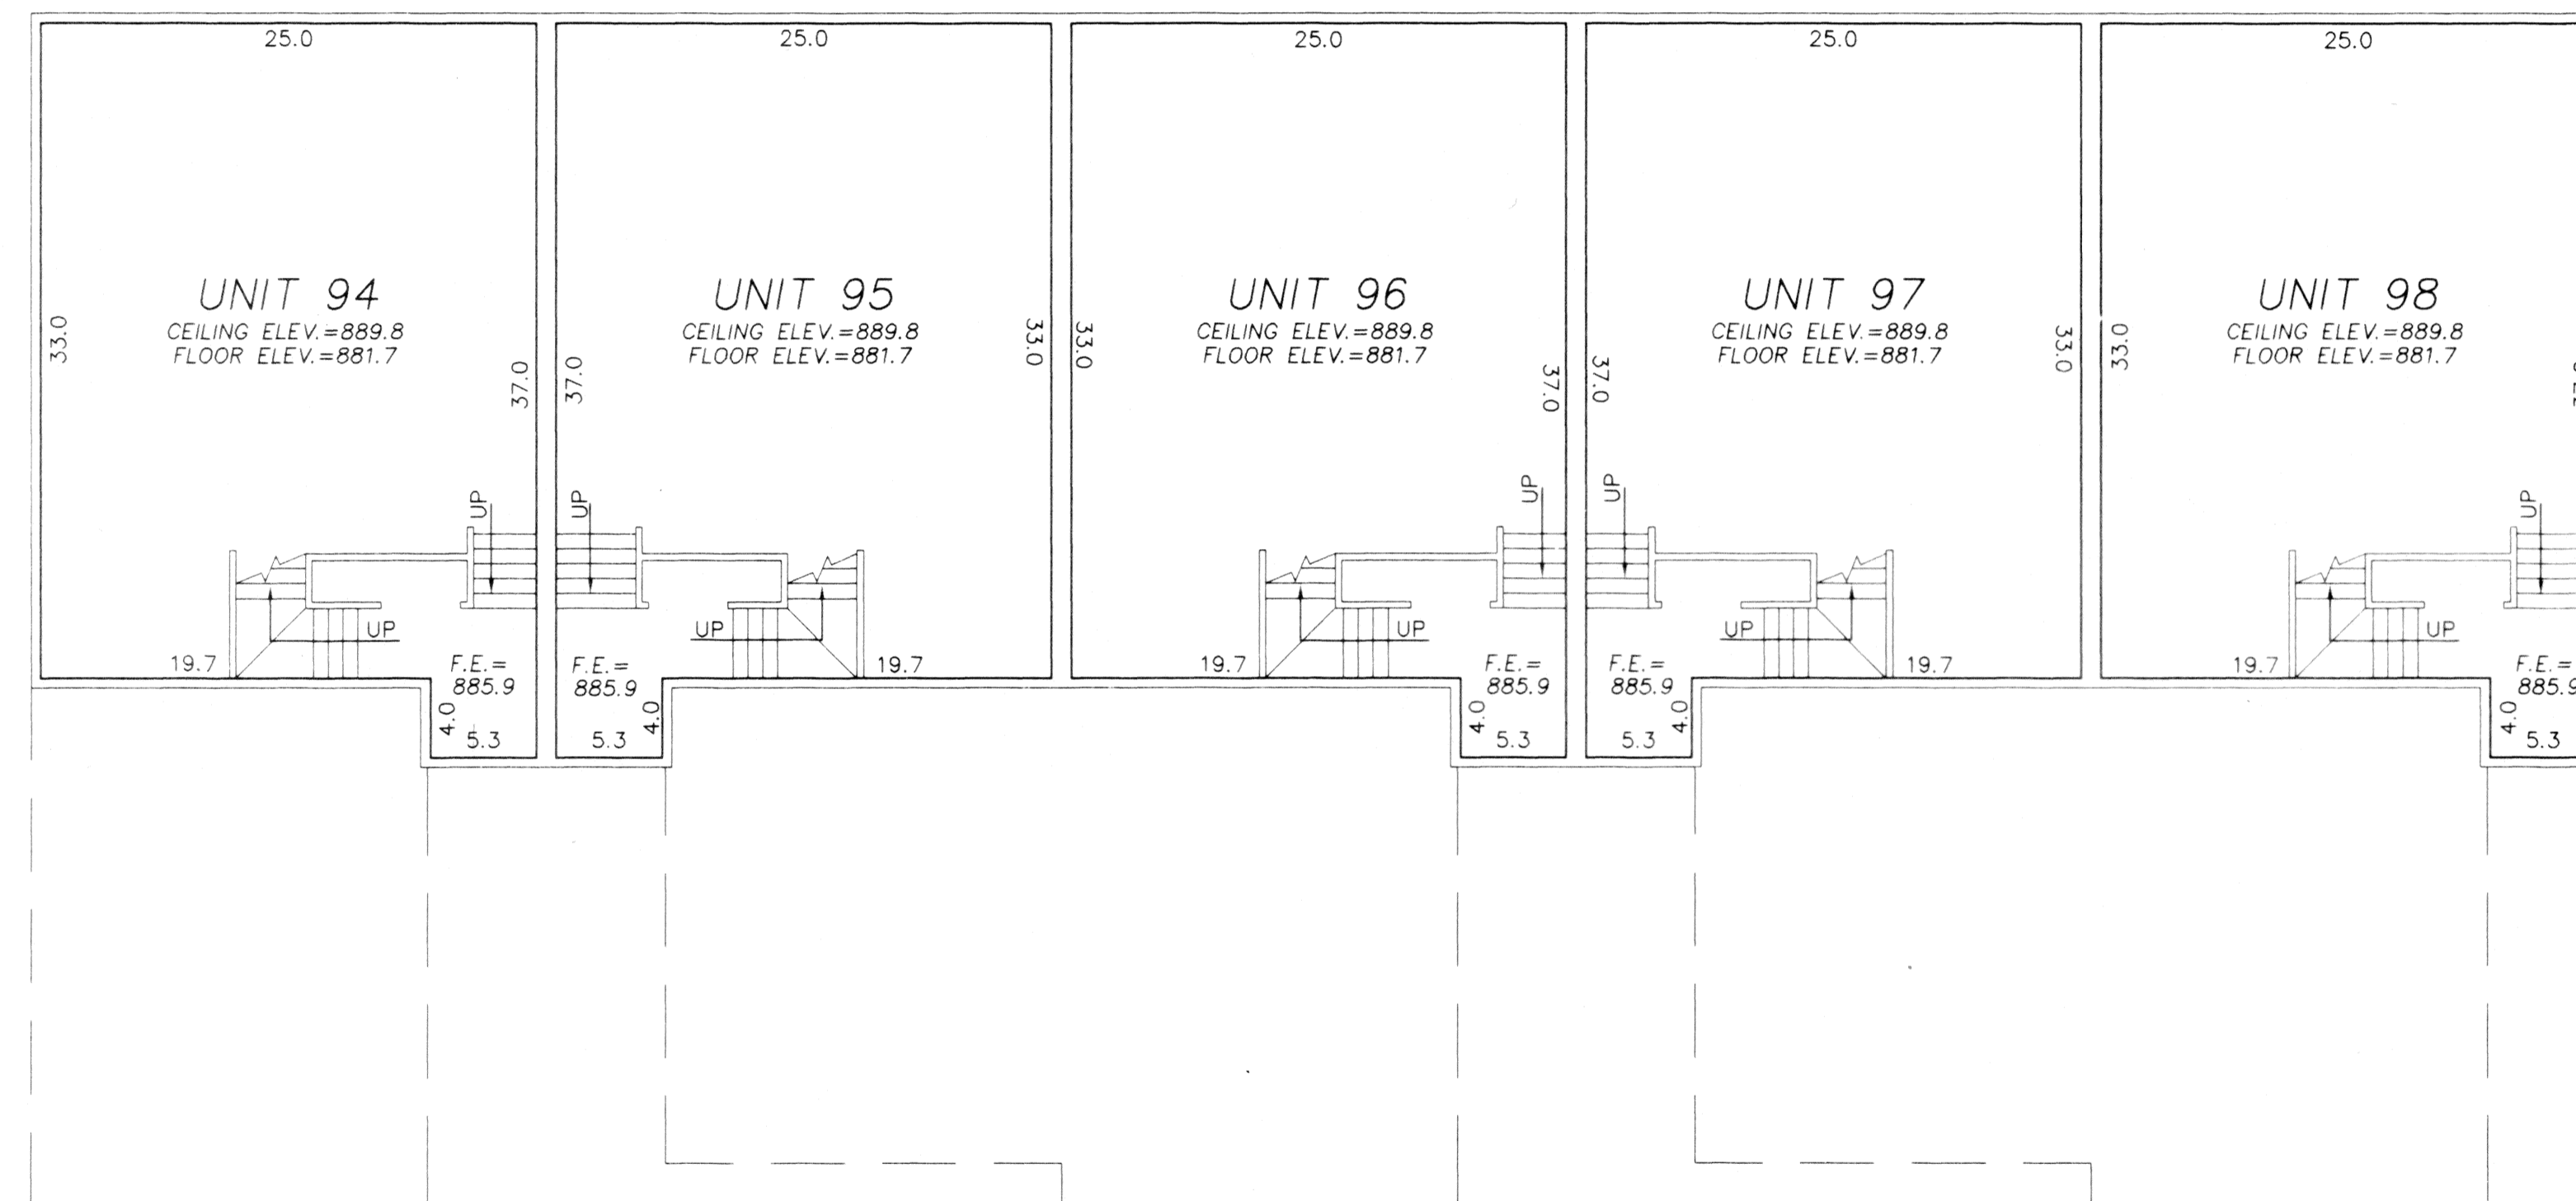 25.0
25.0
25.0
25.0
25.0
UNIT 94
CEILING ELEV.=889.8
FLOOR ELEV.=881.7
UNIT 95
CEILING ELEV.=889.8
FLOOR ELEV.=881.7
UNIT 96
CEILING ELEV.=889.8
FLOOR ELEV.=881.7
UNIT 97
CEILING ELEV.=889.8
FLOOR ELEV.=881.7
UNIT 98
CEILING ELEV.=889.8
FLOOR ELEV.=881.7
33.0
37.0
37.0
33.0
33.0
37.0
37.0
33.0
33.0
UP
UP
UP
UP
UP
UP
UP
UP
UP
UP
19.7
F.E.=
885.9
F.E.=
885.9
19.7
19.7
F.E.=
885.9
F.E.=
885.9
19.7
19.7
F.E.=
885.9
4.0
5.3
5.3
4.0
4.0
5.3
5.3
4.0
4.0
5.3